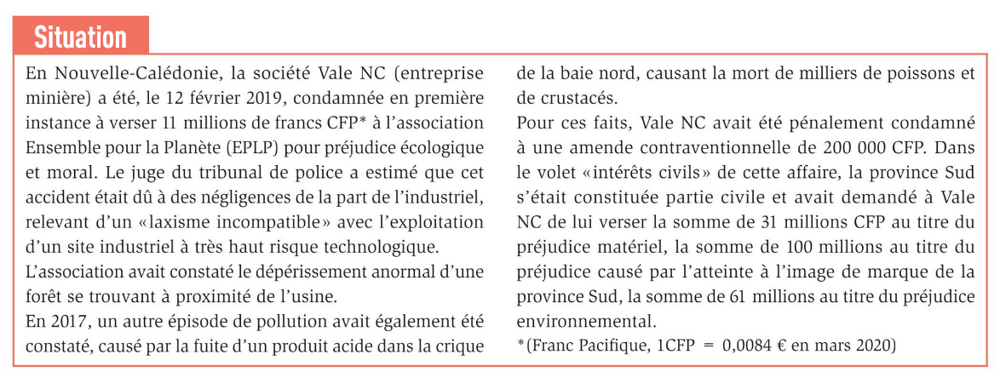 Situation
En Nouvelle-Calédonie, la société Vale NC (entreprise
minière) a été, le 12 février 2019, condamnée en première
instance à verser 11 millions de francs CFP* à l’association
Ensemble pour la Planète (EPLP) pour préjudice écologique
et moral. Le juge du tribunal de police a estimé que cet
accident était dû à des négligences de la part de l’industriel,
relevant d’un « laxisme incompatible » avec l’exploitation
d’un site industriel à très haut risque technologique.
L’association avait constaté le dépérissement anormal d’une
forêt se trouvant à proximité de l’usine.
En 2017, un autre épisode de pollution avait également été
constaté, causé par la fuite d’un produit acide dans la crique
de la baie nord, causant la mort de milliers de poissons et
de crustacés.
Pour ces faits, Vale NC avait été pénalement condamné
à une amende contraventionnelle de 200 000 CFP. Dans
le volet « intérêts civils » de cette affaire, la province Sud
s’était constituée partie civile et avait demandé à Vale
NC de lui verser la somme de 31 millions CFP au titre du
préjudice matériel, la somme de 100 millions au titre du
préjudice causé par l’atteinte à l’image de marque de la
province Sud, la somme de 61 millions au titre du préjudice
environnemental.
* (Franc Pacifique, 1CFP = 0,0084 € en mars 2020)